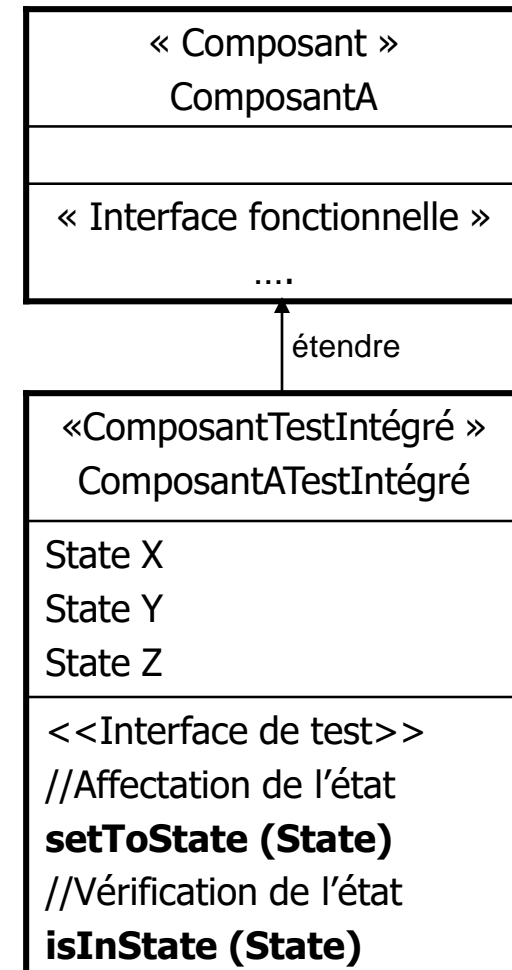 « Composant »
ComposantA
« Interface fonctionnelle »
….
étendre
«ComposantTestIntégré »
ComposantATestIntégré
State X
State Y
State Z
<<Interface de test>>
//Affectation de l’état
setToState (State)
//Vérification de l’état
isInState (State)